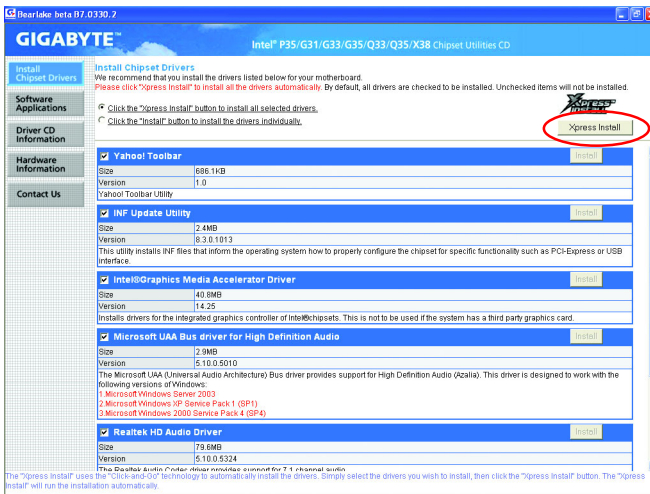 Bearlake beta B7.0330.2
GIGABYTE™
Intel® P35/G31/G33/G35/Q33/Q35/X38 Chipset Utilities CD
Install
Chipset Drivers
Software
Applications
Driver CD
Information
Hardware
Information
Contact Us
Install Chipset Drivers
We recommend that you install the drivers listed below for your motherboard.
Please click "Xpress Install" to install all the drivers automatically. By default, all drivers are checked to be installed. Unchecked items will not be installed.
Click the "Xpress Install" button to install all selected drivers.
Click the "Install" button to install the drivers individually.
Xpress
Install
Xpress Install
Yahoo! Toolbar
Install
Size 686.1KB
Version 1.0
Yahoo! Toolbar Utility
INF Update Utility
Install
Size 2.4MB
Version 8.3.0.1013
This utility installs INF files that inform the operating system how to properly configure the chipset for specific functionality such as PCI-Express or USB
interface.
Intel®Graphics Media Accelerator Driver
Install
Size 40.8MB
Version 14.25
Installs drivers for the integrated graphics controller of Intel®chipsets. This is not to be used if the system has a third party graphics card.
Microsoft UAA Bus driver for High Definition Audio
Install
Size 2.9MB
Version 5.10.0.5010
The Microsoft UAA (Universal Audio Architecture) Bus driver provides support for High Definition Audio (Azalia). This driver is designed to work with the
following versions of Windows:
1.Microsoft Windows Server 2003
2.Microsoft Windows XP Service Pack 1 (SP1)
3.Microsoft Windows 2000 Service Pack 4 (SP4)
Realtek HD Audio Driver
Install
Size 79.6MB
Version 5.10.0.5324
The Realtek Audio Codec driver provides support for 7.1 channel audio
The "Xpress Install" uses the "Click-and-Go" technology to automatically install the drivers. Simply select the drivers you wish to install, then click the "Xpress Install" button. The "Xpress
Install" will run the installation automatically.